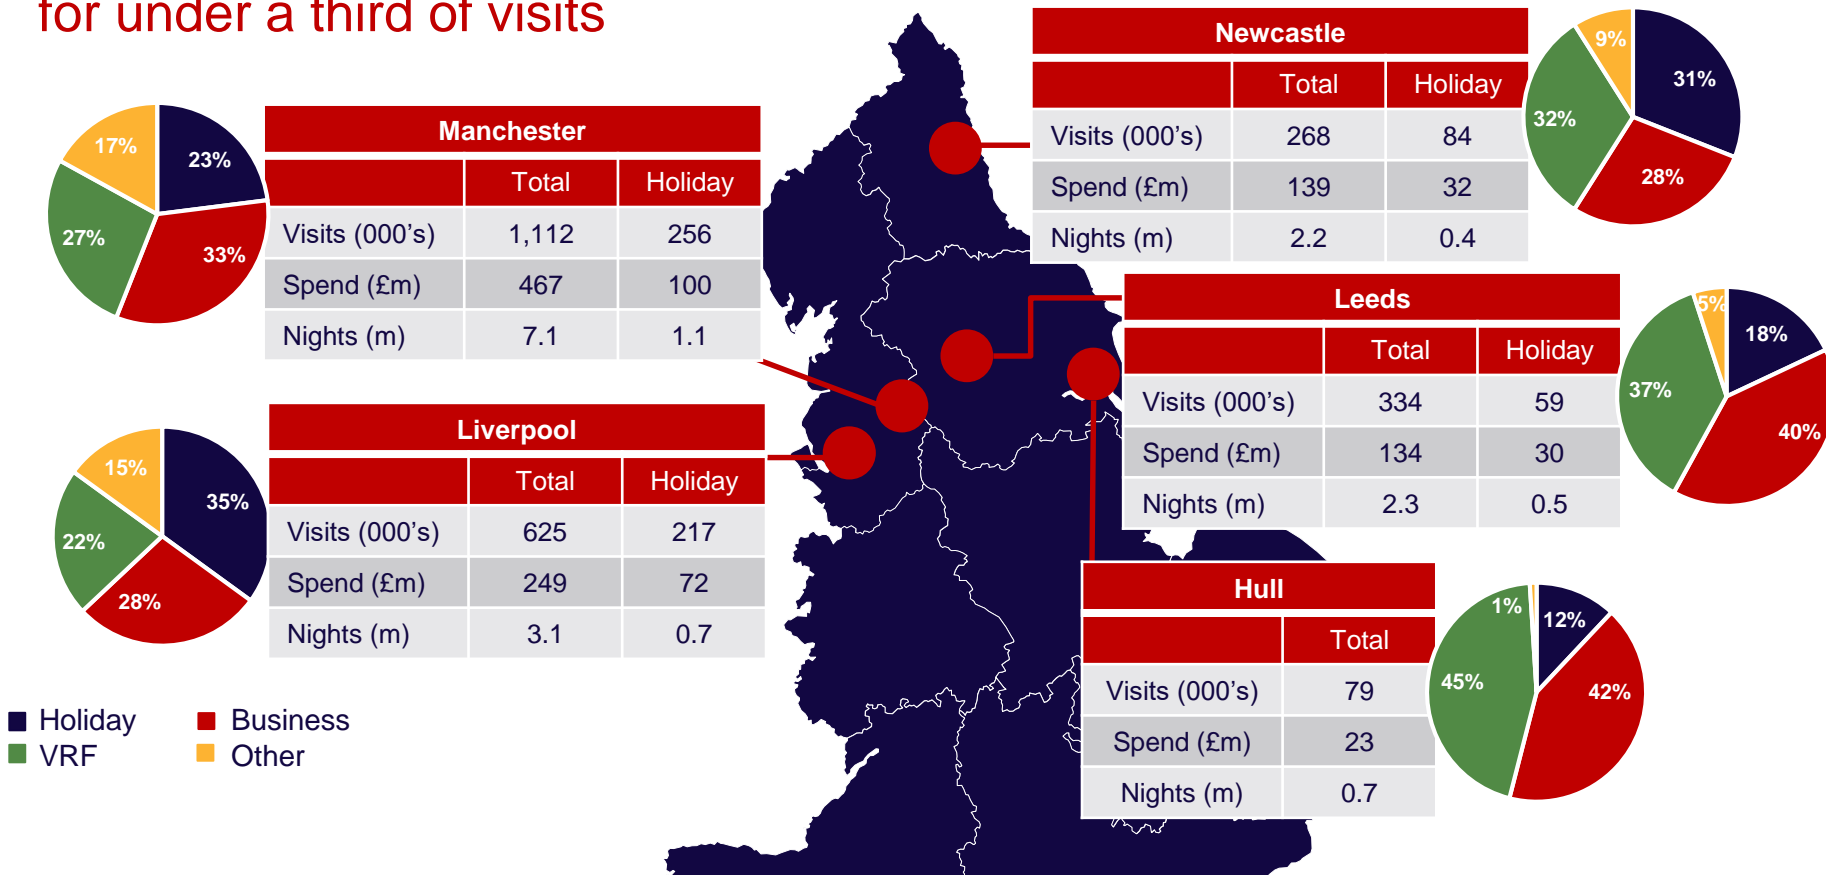 for under a third of visits
Manchester
Total Holiday
Visits (000's) 1,112 256
Spend (£m) 467 100
Nights (m) 7.1 1.1
17%
23%
27%
33%
Liverpool
Total Holiday
Visits (000's) 625 217
Spend (£m) 249 72
Nights (m) 3.1 0.7
15%
35%
22%
28%
Newcastle
Total Holiday
Visits (000's) 268 84
Spend (£m) 139 32
Nights (m) 2.2 0.4
9%
31%
32%
28%
Leeds
Total Holiday
Visits (000's) 334 59
Spend (£m) 134 30
Nights (m) 2.3 0.5
5%
18%
37%
40%
Hull
Total
Visits (000's) 79
Spend (£m) 23
Nights (m) 0.7
1%
12%
45%
42%
Holiday Business
VRF Other